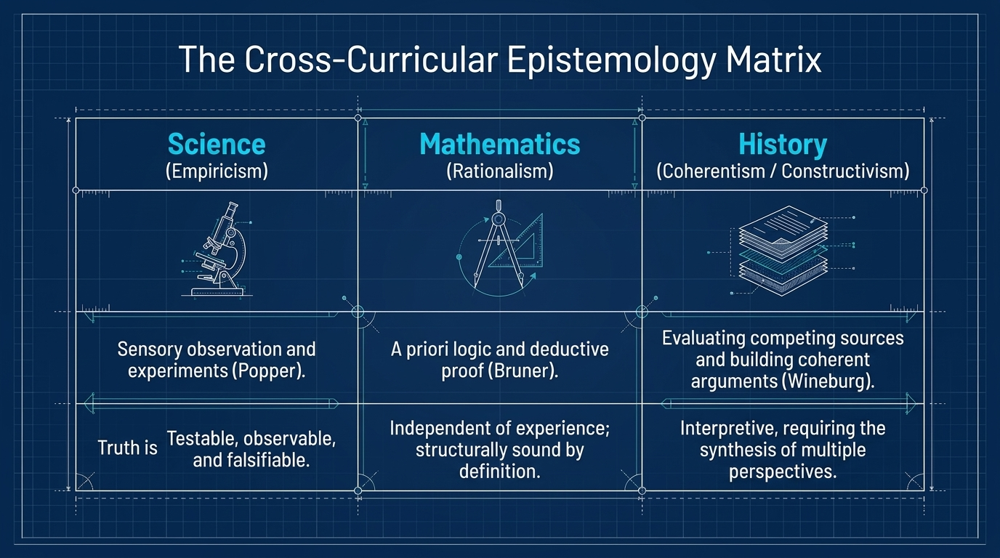 The Cross-Curricular Epistemology Matrix
Science
(Empiricism)
Mathematics
(Rationalism)
History
(Coherentism / Constructivism)
Sensory observation and
experiments (Popper).
A priori logic and deductive
proof (Bruner).
Evaluating competing sources
and building coherent
arguments (Wineburg).
Truth is
Testable, observable,
and falsifiable.
Independent of experience;
structurally sound by
definition.
Interpretive, requiring the
synthesis of multiple
perspectives.